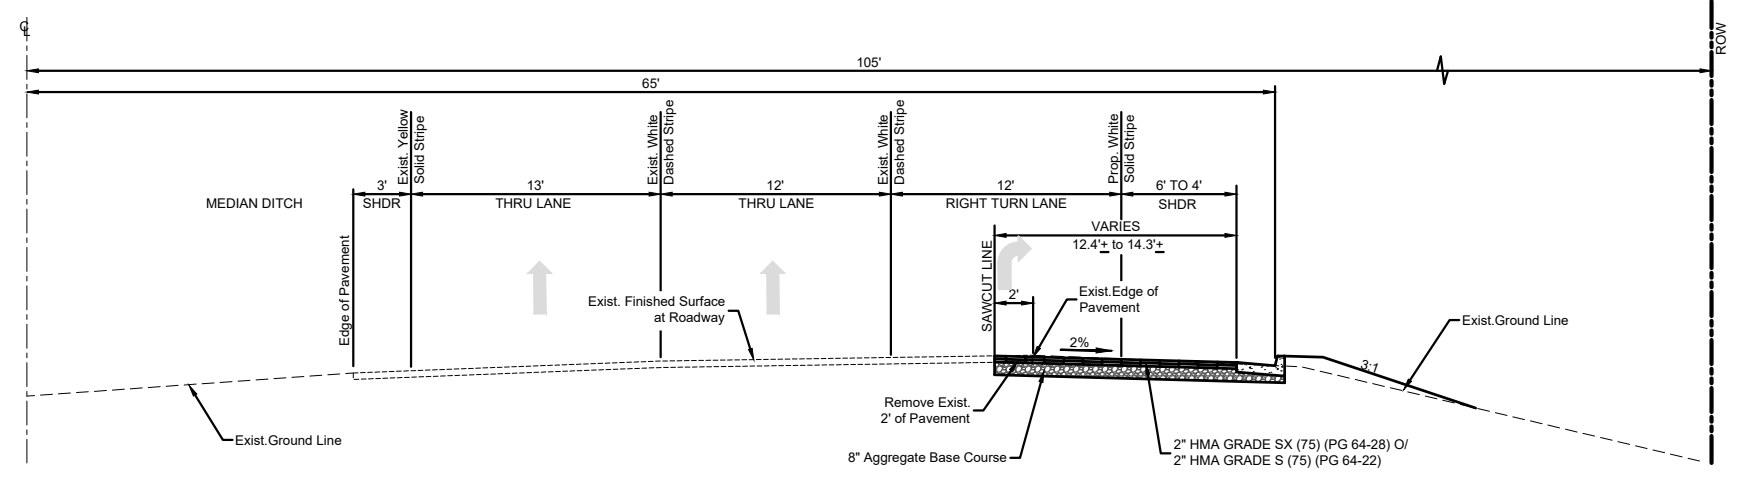 ℄
ROW
105'
65'
Exist. Yellow
Solid Stripe
Exist. White
Dashed Stripe
Exist. White
Dashed Stripe
Prop. White
Solid Stripe
3'
13'
12'
12'
6' TO 4'
MEDIAN DITCH
SHDR
THRU LANE
THRU LANE
RIGHT TURN LANE
SHDR
VARIES
12.4'± to 14.3'±
Edge of Pavement
SAWCUT LINE
2'
Exist.Edge of
Pavement
Exist. Finished Surface
at Roadway
Exist.Ground Line
2%
3:1
Remove Exist.
2' of Pavement
Exist.Ground Line
8" Aggregate Base Course
2" HMA GRADE SX (75) (PG 64-28) O/
2" HMA GRADE S (75) (PG 64-22)